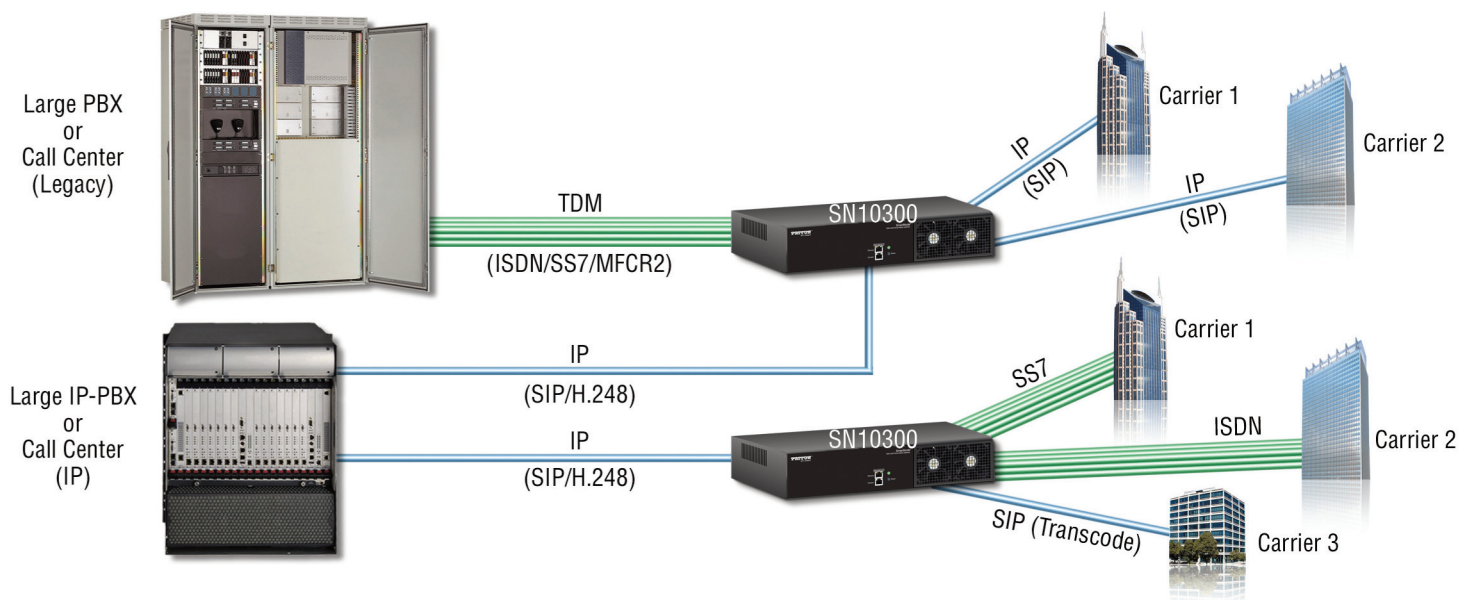 Large PBX
or
Call Center
(Legacy)
TDM
(ISDN/SS7/MFCR2)
SN10300
IP
(SIP)
Carrier 1
IP
(SIP)
Carrier 2
Large IP-PBX
or
Call Center
(IP)
IP
(SIP/H.248)
IP
(SIP/H.248)
SN10300
SS7
Carrier 1
ISDN
Carrier 2
SIP (Transcode)
Carrier 3